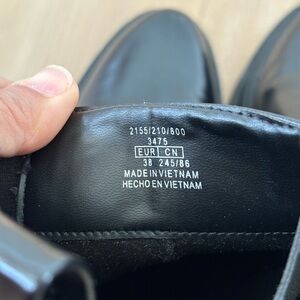 2155/210/800
3475
EUR CN
38 245/86
MADE IN VIETNAM
HECHO EN VIETNAM